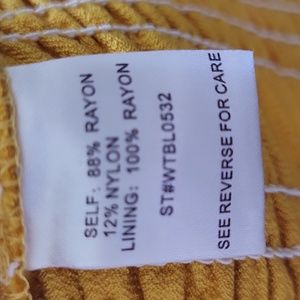 SELF: 88% RAYON
12% NYLON
LINING: 100% RAYON
ST#WTBL0532
SEE REVERSE FOR CARE